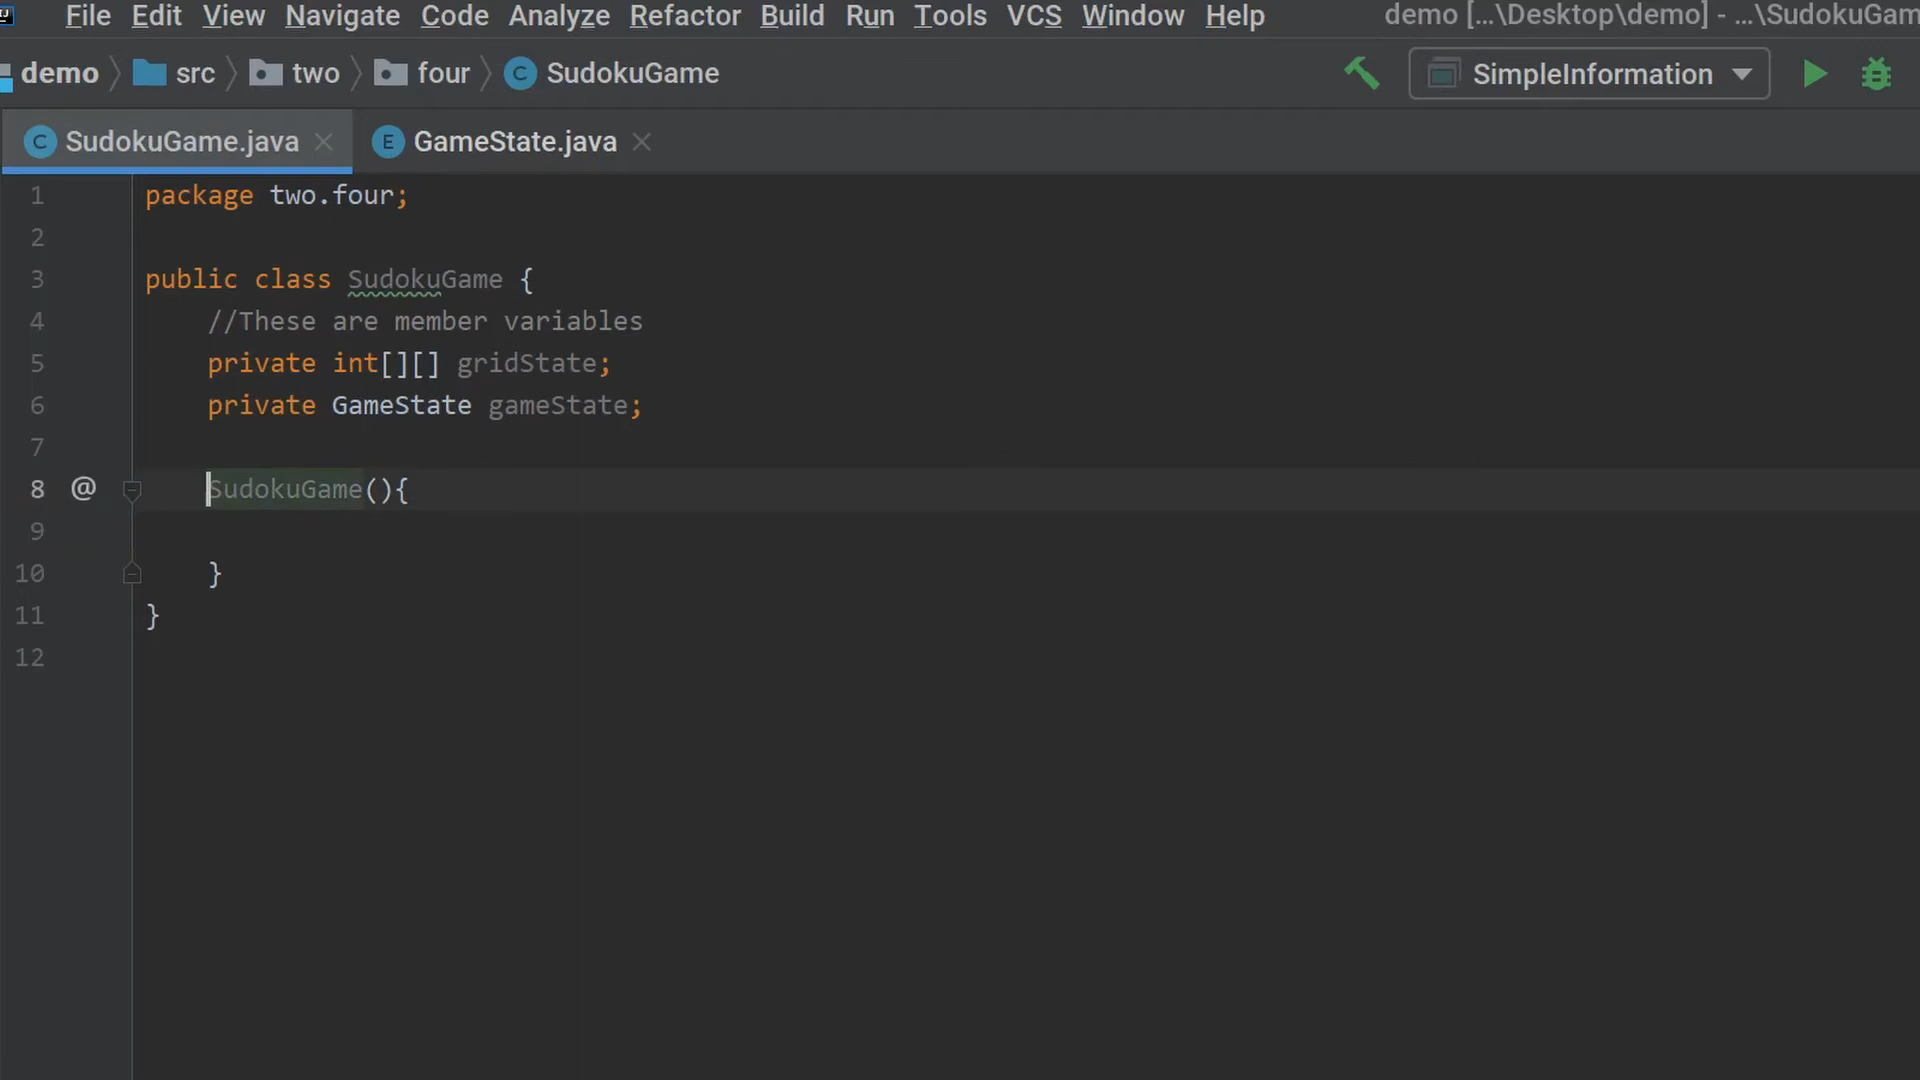 File Edit View Navigate Code Analyze Refactor Build Run Tools VCS Window Help demo [...\Desktop\demo] - ...\SudokuGam
demo src two four C SudokuGame SimpleInformation
C SudokuGame.java E GameState.java
1 package two.four;
2
3 public class SudokuGame {
4 //These are member variables
5 private int[][] gridState;
6 private GameState gameState;
7
8 @ SudokuGame(){
9
10 }
11 }
12